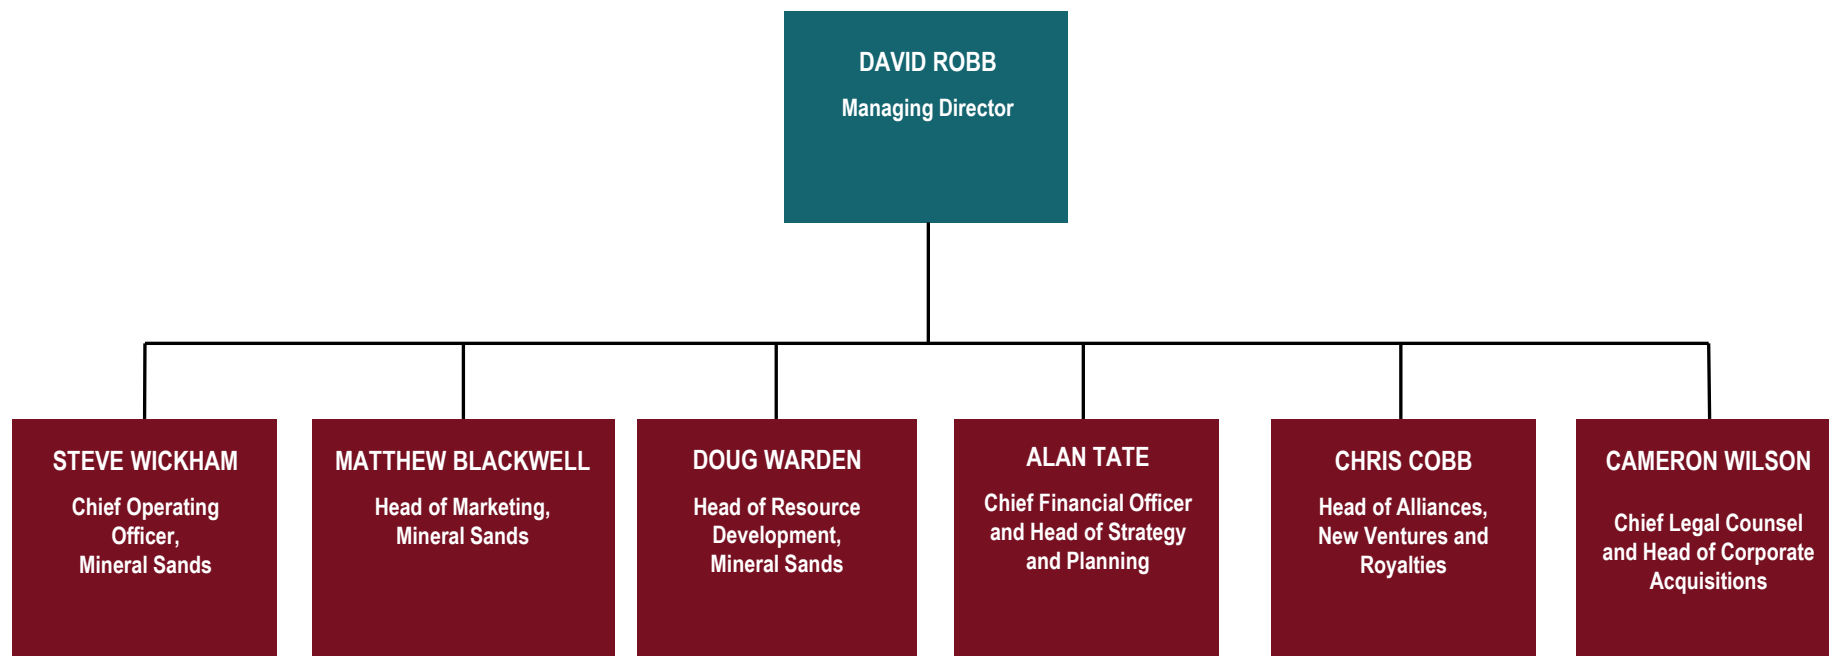 DAVID ROBB
Managing Director
STEVE WICKHAM
Chief Operating
Officer,
Mineral Sands
MATTHEW BLACKWELL
Head of Marketing,
Mineral Sands
DOUG WARDEN
Head of Resource
Development,
Mineral Sands
ALAN TATE
Chief Financial Officer
and Head of Strategy
and Planning
CHRIS COBB
Head of Alliances,
New Ventures and
Royalties
CAMERON WILSON
Chief Legal Counsel
and Head of Corporate
Acquisitions